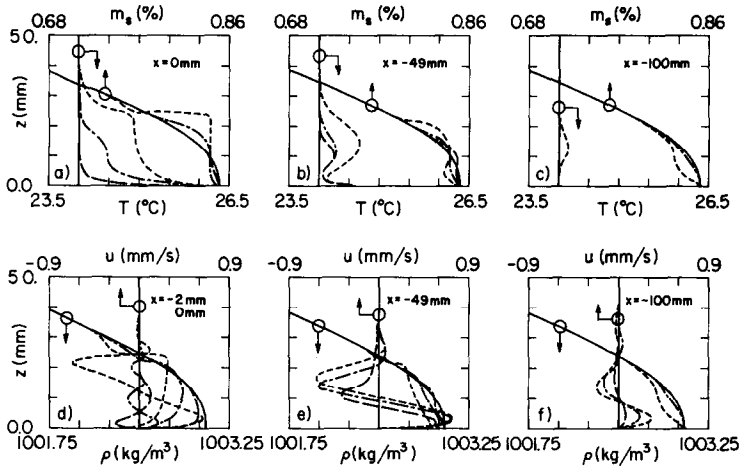 0.68 m_s (%) 0.86
0.68 m_s (%) 0.86
0.68 m_s (%) 0.86
50.
z (mm)
0.0
x=0mm
x=-49mm
x=-100mm
a)
b)
c)
23.5 T (°C) 26.5
23.5 T (°C) 26.5
23.5 T (°C) 26.5
-0.9 u (mm/s) 0.9
-0.9 u (mm/s) 0.9
-0.9 u (mm/s) 0.9
50.
z (mm)
0.0
x=-2mm
0mm
x=-49mm
x=-100mm
d)
e)
f)
1001.75 ρ (kg/m³) 1003.25
1001.75 ρ (kg/m³) 1003.25
1001.75 ρ (kg/m³) 1003.25